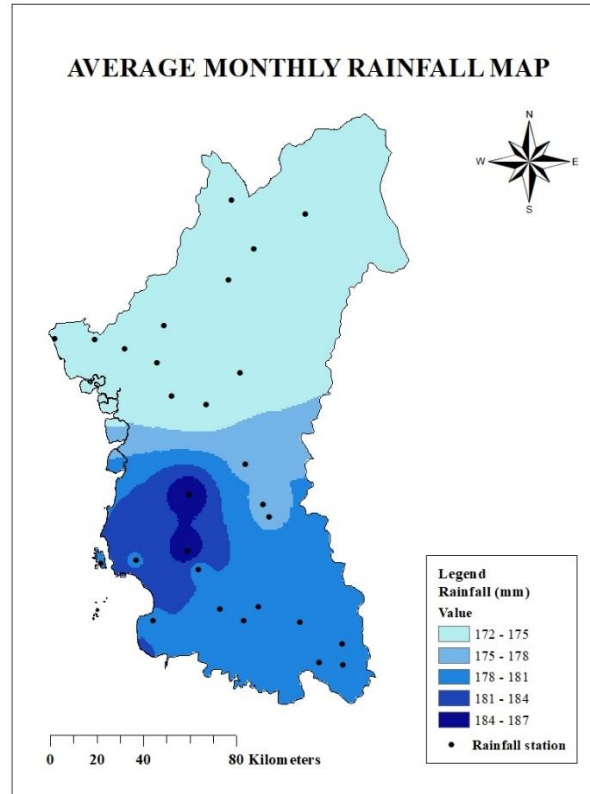 AVERAGE MONTHLY RAINFALL MAP
N
W E
S
Legend
Rainfall (mm)
Value
172 - 175
175 - 178
178 - 181
181 - 184
184 - 187
Rainfall station
0 20 40 80 Kilometers